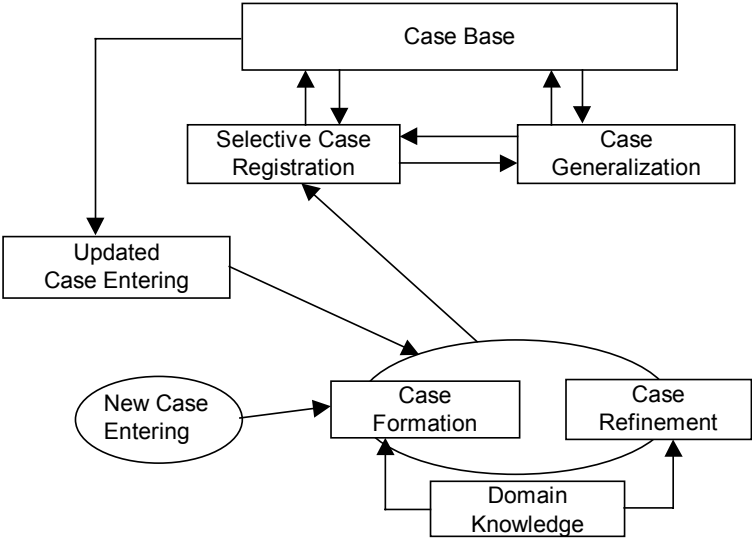 Case Base
Selective Case
Registration
Case
Generalization
Updated
Case Entering
New Case
Entering
Case
Formation
Case
Refinement
Domain
Knowledge